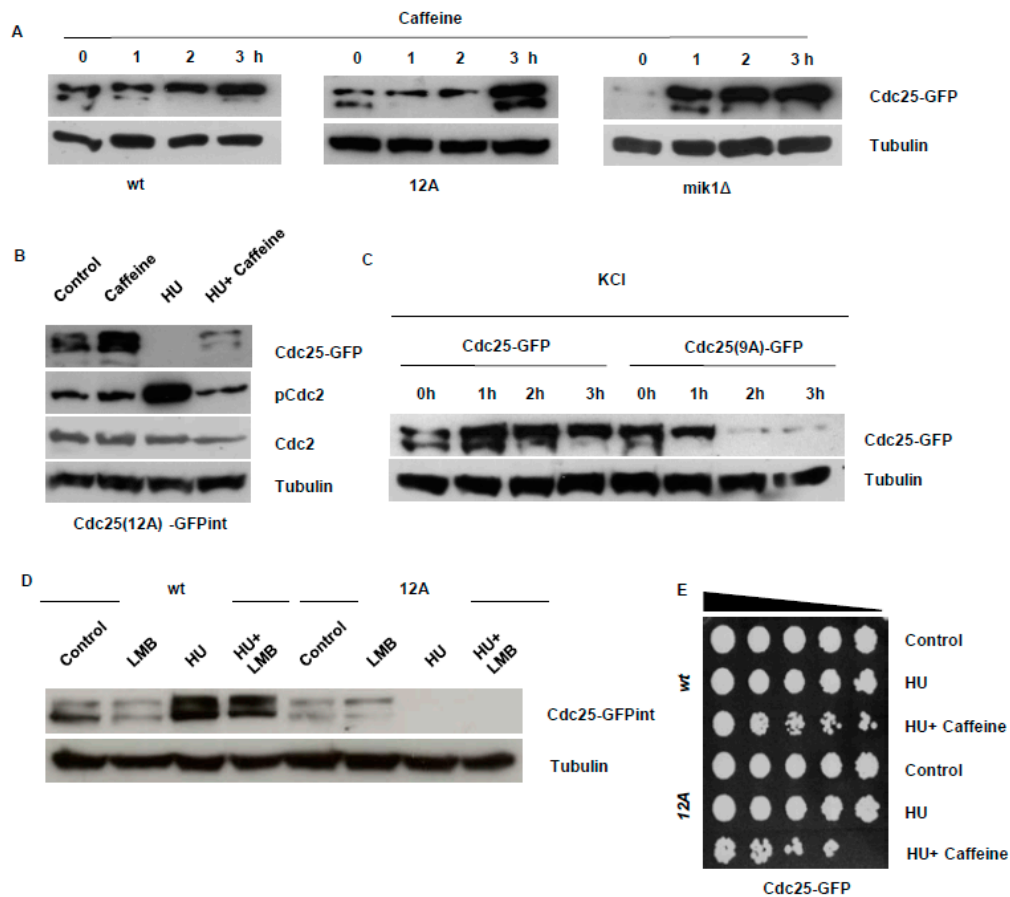 A
Caffeine
0 1 2 3 h
0 1 2 3 h
0 1 2 3 h
Cdc25-GFP
Tubulin
wt
12A
mik1Δ
B
Control
Caffeine
HU
HU+ Caffeine
Cdc25-GFP
pCdc2
Cdc2
Tubulin
Cdc25(12A) -GFPint
C
KCl
Cdc25-GFP
Cdc25(9A)-GFP
0h 1h 2h 3h 0h 1h 2h 3h
Cdc25-GFP
Tubulin
D
wt
12A
Control
LMB
HU
HU+
LMB
Control
LMB
HU
HU+
LMB
Cdc25-GFPint
Tubulin
E
wt
Control
HU
HU+ Caffeine
12A
Control
HU
HU+ Caffeine
Cdc25-GFP